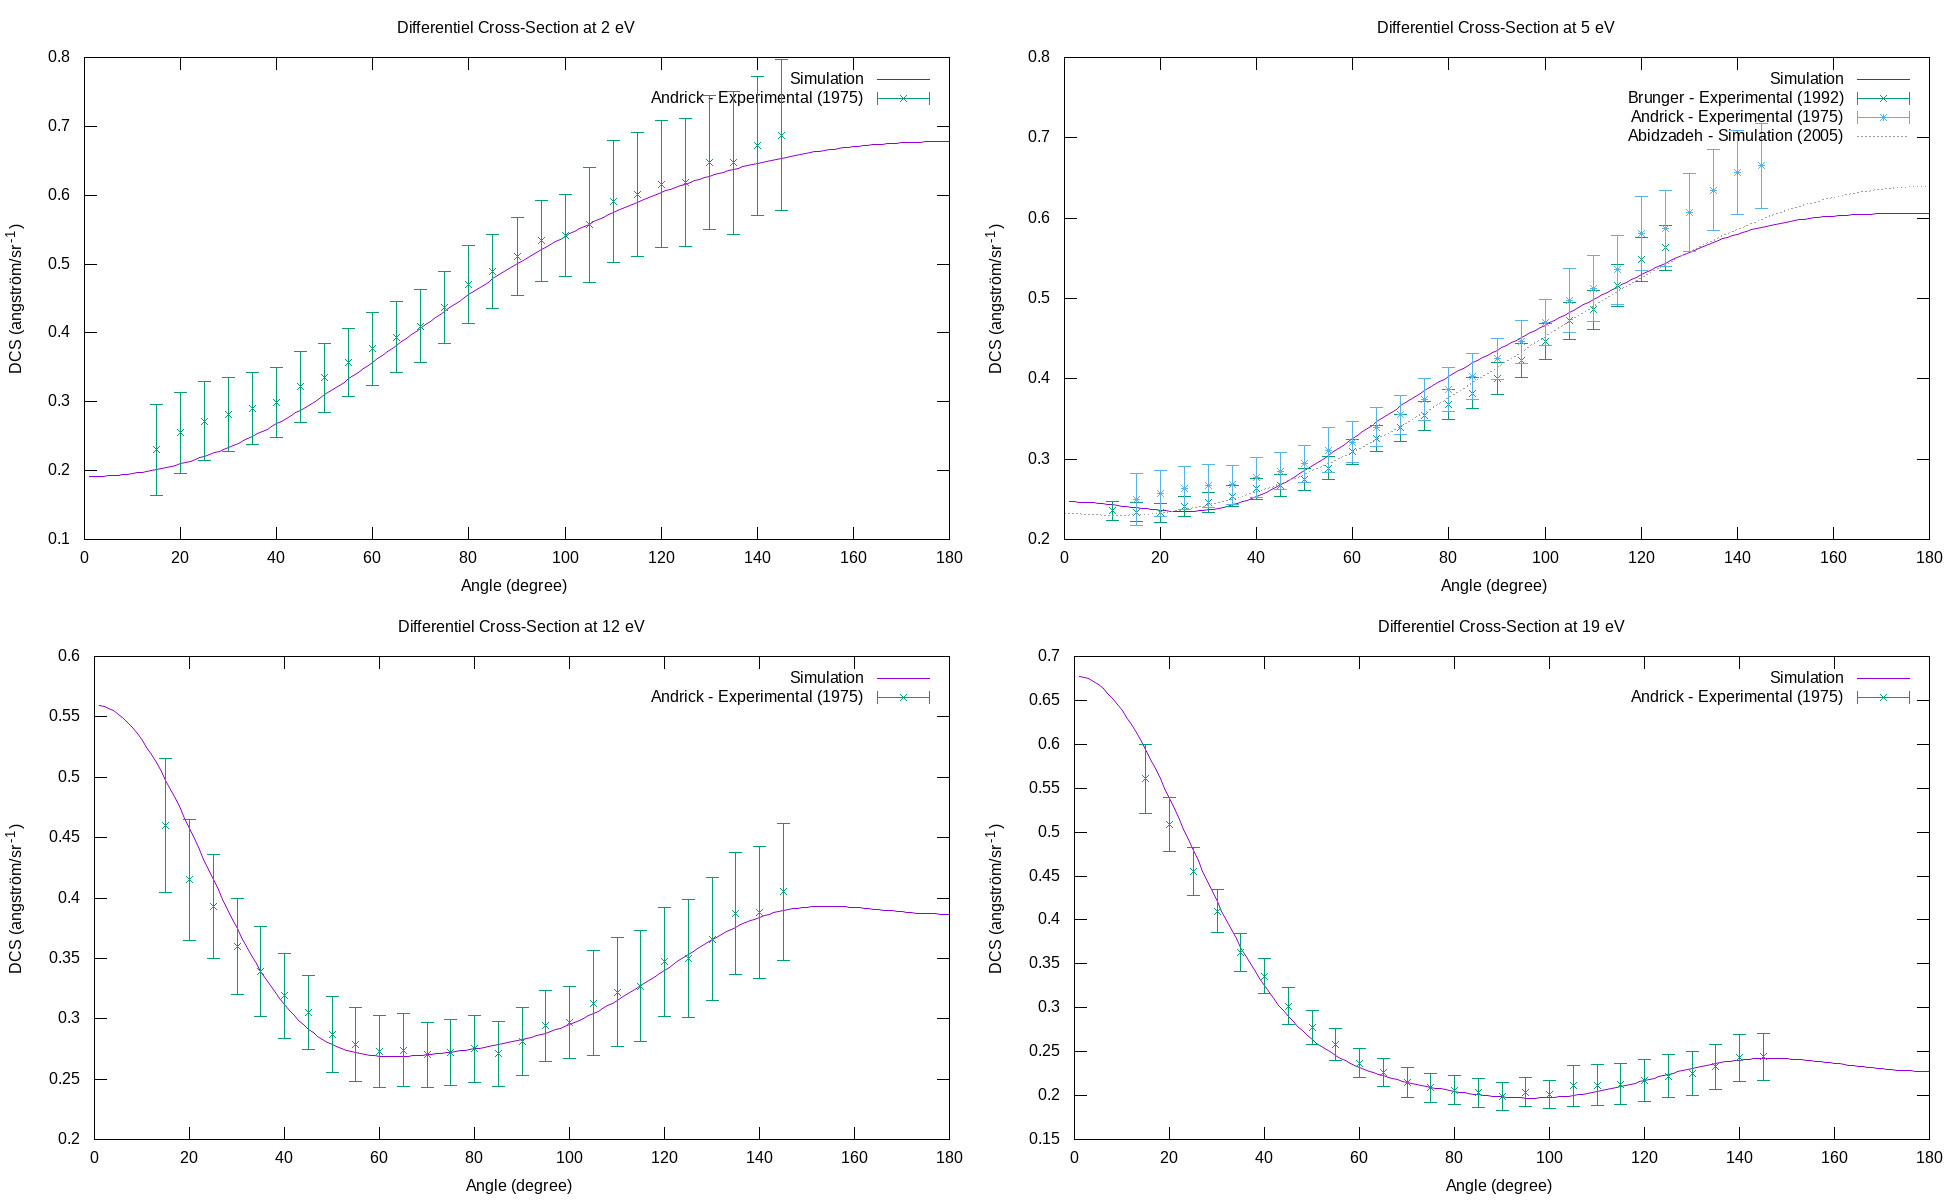 Differentiel Cross-Section at 2 eV
0.8
0.7
0.6
0.5
0.4
0.3
0.2
0.1
DCS (angström/sr-1)
Simulation
Andrick - Experimental (1975)
0 20 40 60 80 100 120 140 160 180
Angle (degree)
Differentiel Cross-Section at 5 eV
0.8
0.7
0.6
0.5
0.4
0.3
0.2
DCS (angström/sr-1)
Simulation
Brunger - Experimental (1992)
Andrick - Experimental (1975)
Abidzadeh - Simulation (2005)
0 20 40 60 80 100 120 140 160 180
Angle (degree)
Differentiel Cross-Section at 12 eV
0.6
0.55
0.5
0.45
0.4
0.35
0.3
0.25
0.2
DCS (angström/sr-1)
Simulation
Andrick - Experimental (1975)
0 20 40 60 80 100 120 140 160 180
Angle (degree)
Differentiel Cross-Section at 19 eV
0.7
0.65
0.6
0.55
0.5
0.45
0.4
0.35
0.3
0.25
0.2
0.15
DCS (angström/sr-1)
Simulation
Andrick - Experimental (1975)
0 20 40 60 80 100 120 140 160 180
Angle (degree)